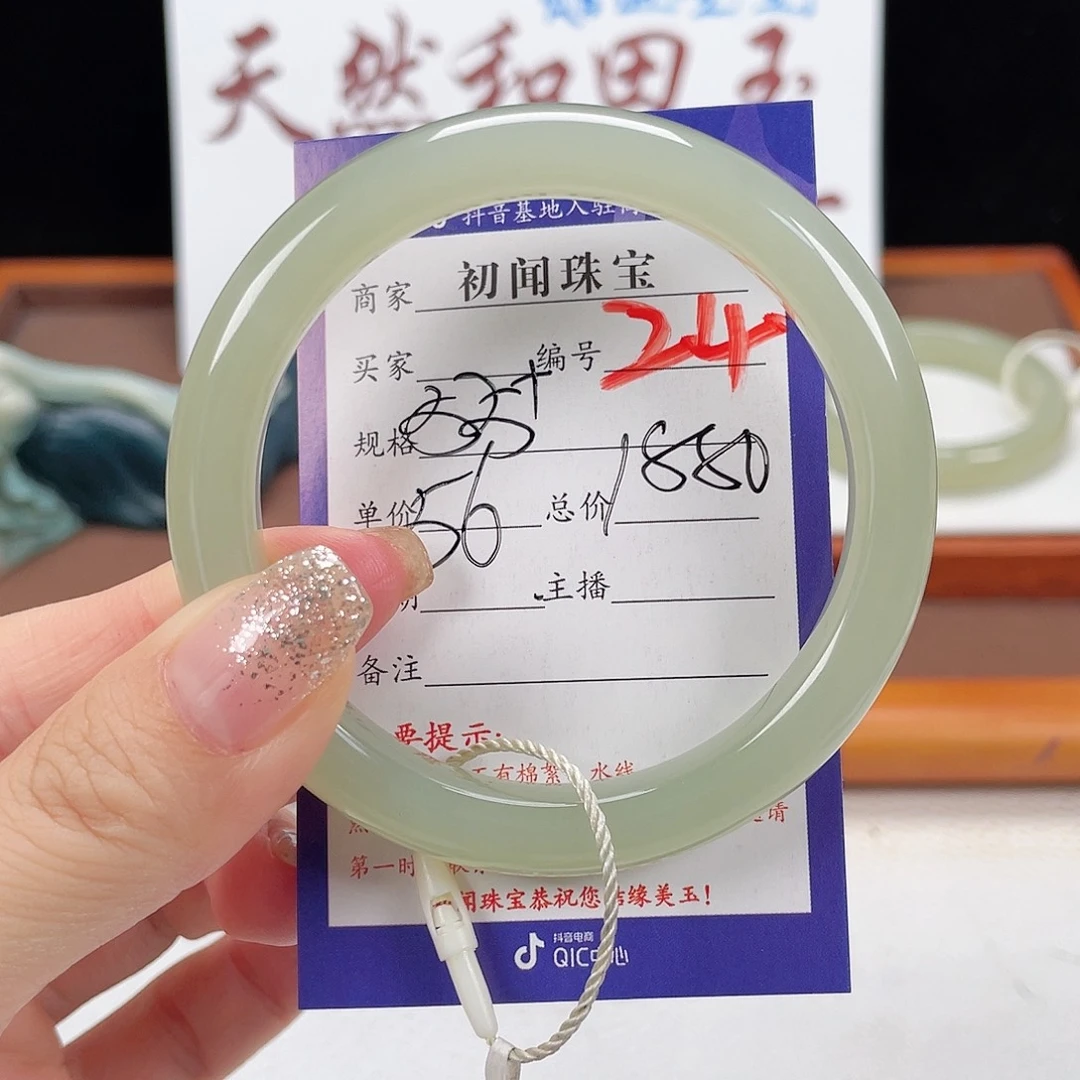 天然和田玉
抖音基地入驻商
商家 初闻珠宝
买家 编号 24
规格
单价 56 总价 1880
主播
备注
要提示:
有棉絮 水线
请
第一时
闻珠宝恭祝您结缘美玉!
抖音电商
QIC中心